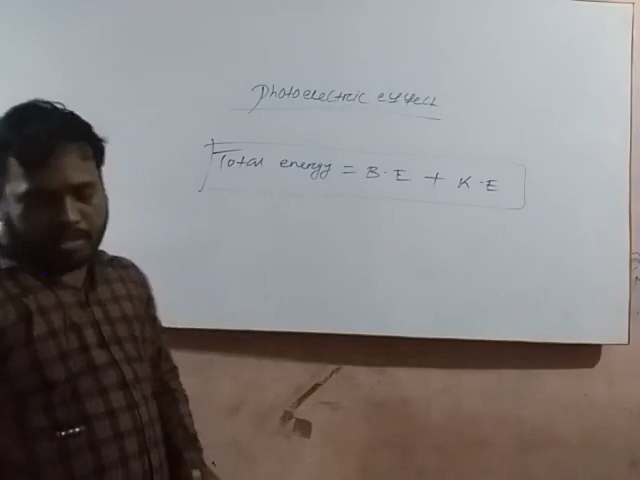 Photoelectric effect
Total energy = B.E + K.E